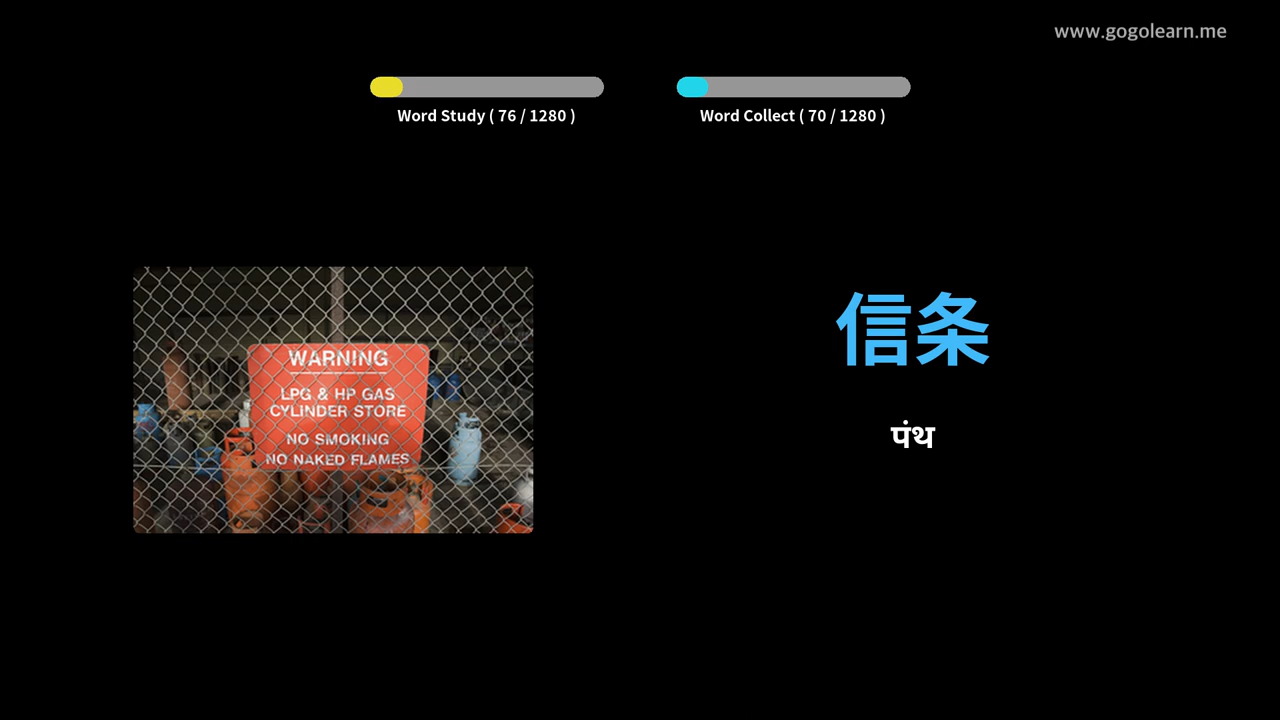 www.gogolearn.me
Word Study ( 76 / 1280 )
Word Collect ( 70 / 1280 )
WARNING
LPG & HP GAS
CYLINDER STORE
NO SMOKING
NO NAKED FLAMES
信条
पंथ